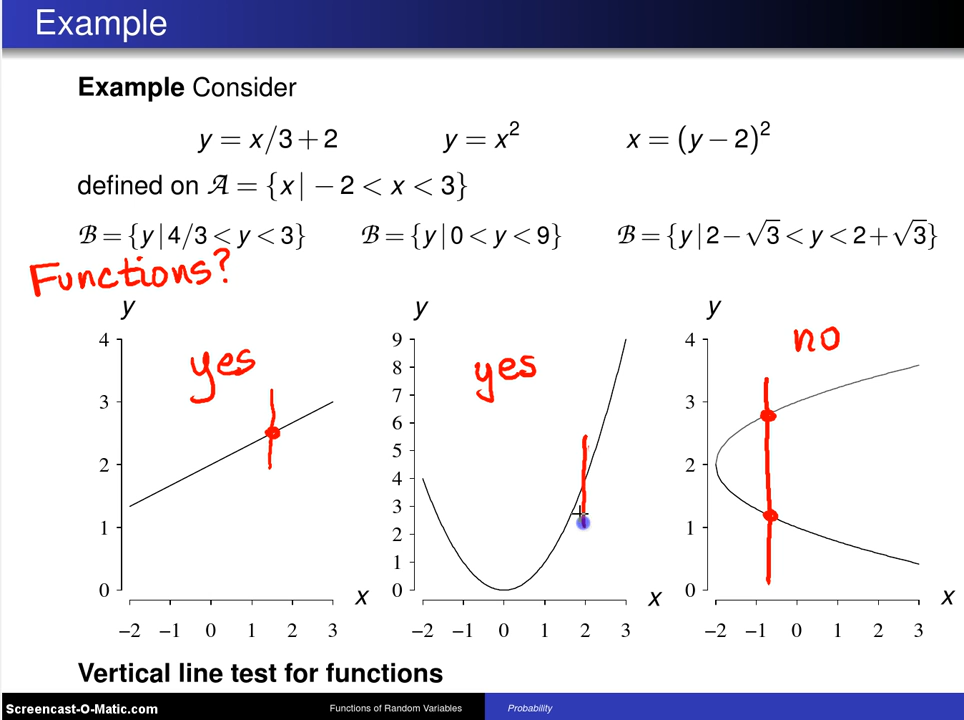 Example
Example Consider
y = x/3 + 2 y = x² x = (y − 2)²
defined on 𝒜 = {x | − 2 < x < 3}
ℬ = {y | 4/3 < y < 3} ℬ = {y | 0 < y < 9} ℬ = {y | 2 − √3 < y < 2 + √3}
Functions?
y y y
yes yes no
4 9 4
8
3 7 3
6
5
2 4 2
3
1 2 1
1
0 0 0
x x x
−2 −1 0 1 2 3 −2 −1 0 1 2 3 −2 −1 0 1 2 3
Vertical line test for functions
Screencast-O-Matic.com Functions of Random Variables Probability